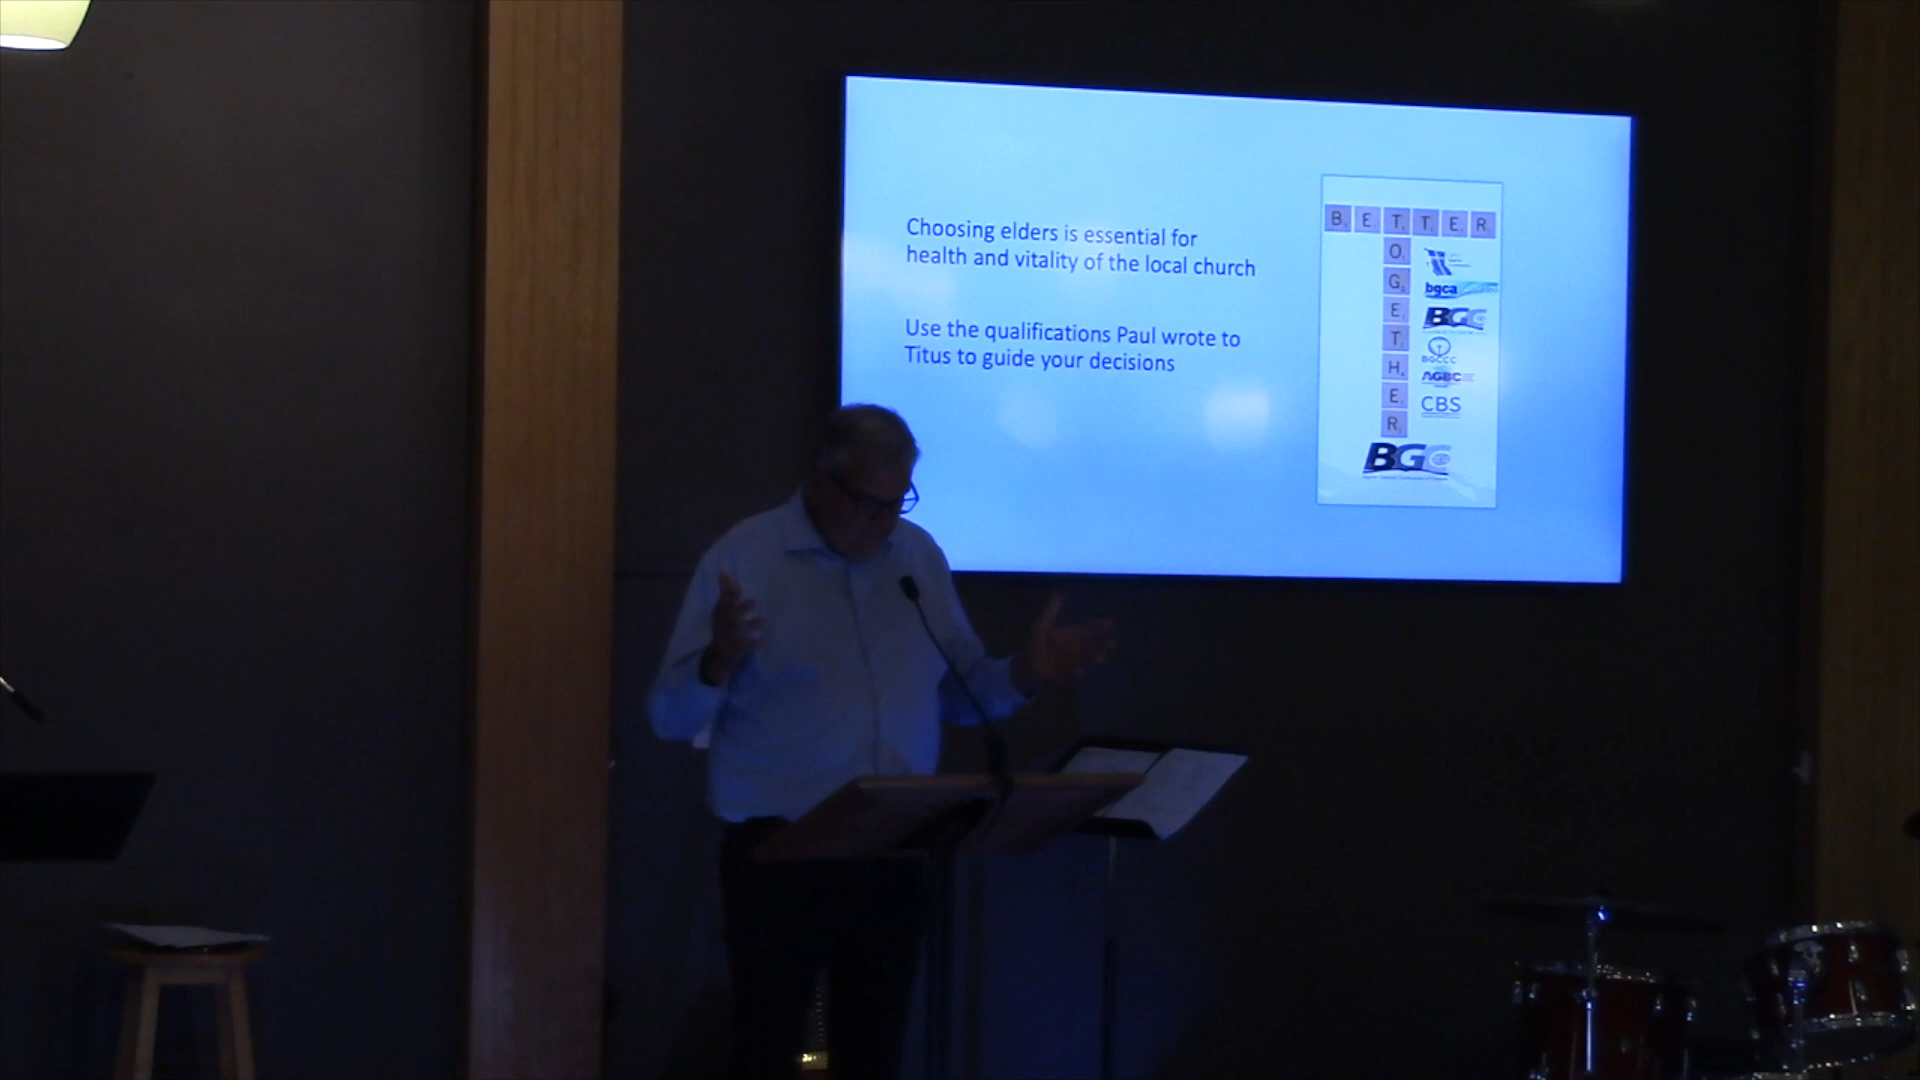 Choosing elders is essential for
health and vitality of the local church
Use the qualifications Paul wrote to
Titus to guide your decisions
BETTER
TOGETHER
bgca
BGC
BGCCC
AGBC
CBS
BGC